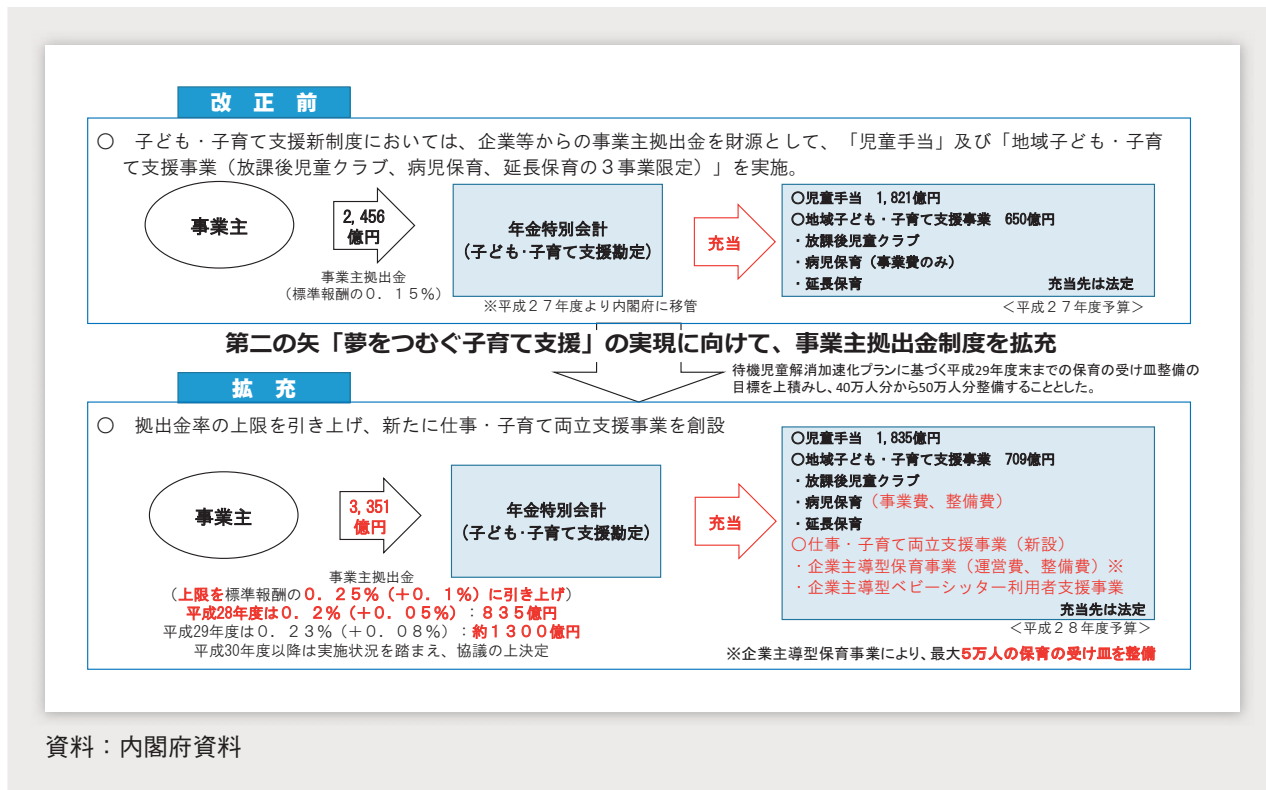 改 正 前
○ 子ども・子育て支援新制度においては、企業等からの事業主拠出金を財源として、「児童手当」及び「地域子ども・子育
て支援事業（放課後児童クラブ、病児保育、延長保育の３事業限定）」を実施。
事業主
2,456
億円
事業主拠出金
（標準報酬の０．１５％）
年金特別会計
(子ども・子育て支援勘定)
※平成２７年度より内閣府に移管
充当
○児童手当 1,821億円
○地域子ども・子育て支援事業 650億円
・放課後児童クラブ
・病児保育（事業費のみ）
・延長保育
充当先は法定
＜平成２７年度予算＞
第二の矢「夢をつむぐ子育て支援」の実現に向けて、事業主拠出金制度を拡充
待機児童解消加速化プランに基づく平成29年度末までの保育の受け皿整備の
目標を上積みし、40万人分から50万人分整備することとした。
拡 充
○ 拠出金率の上限を引き上げ、新たに仕事・子育て両立支援事業を創設
事業主
3,351
億円
事業主拠出金
（上限を標準報酬の０．２５％（＋０．１％）に引き上げ）
平成28年度は０．２％（＋０．０５％）：８３５億円
平成29年度は０．２３％（＋０．０８％）：約１３００億円
平成30年度以降は実施状況を踏まえ、協議の上決定
年金特別会計
(子ども・子育て支援勘定)
充当
○児童手当 1,835億円
○地域子ども・子育て支援事業 709億円
・放課後児童クラブ
・病児保育（事業費、整備費）
・延長保育
○仕事・子育て両立支援事業（新設）
・企業主導型保育事業（運営費、整備費）※
・企業主導型ベビーシッター利用者支援事業
充当先は法定
＜平成２８年度予算＞
※企業主導型保育事業により、最大５万人の保育の受け皿を整備
資料：内閣府資料